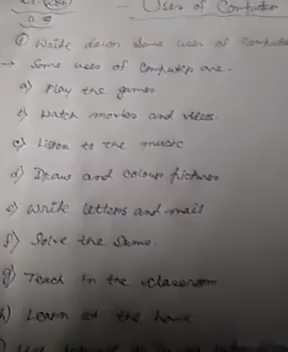 - Uses of Computer
① Write down some uses of Compute
→ Some uses of Computers are.
a) Play the games
b) Watch movies and videos.
c) Listen to the music
d) Draw and colour pictures
e) Write letters and mail
f) Solve the Sums.
g) Teach in the classroom.
h) Learn at the home